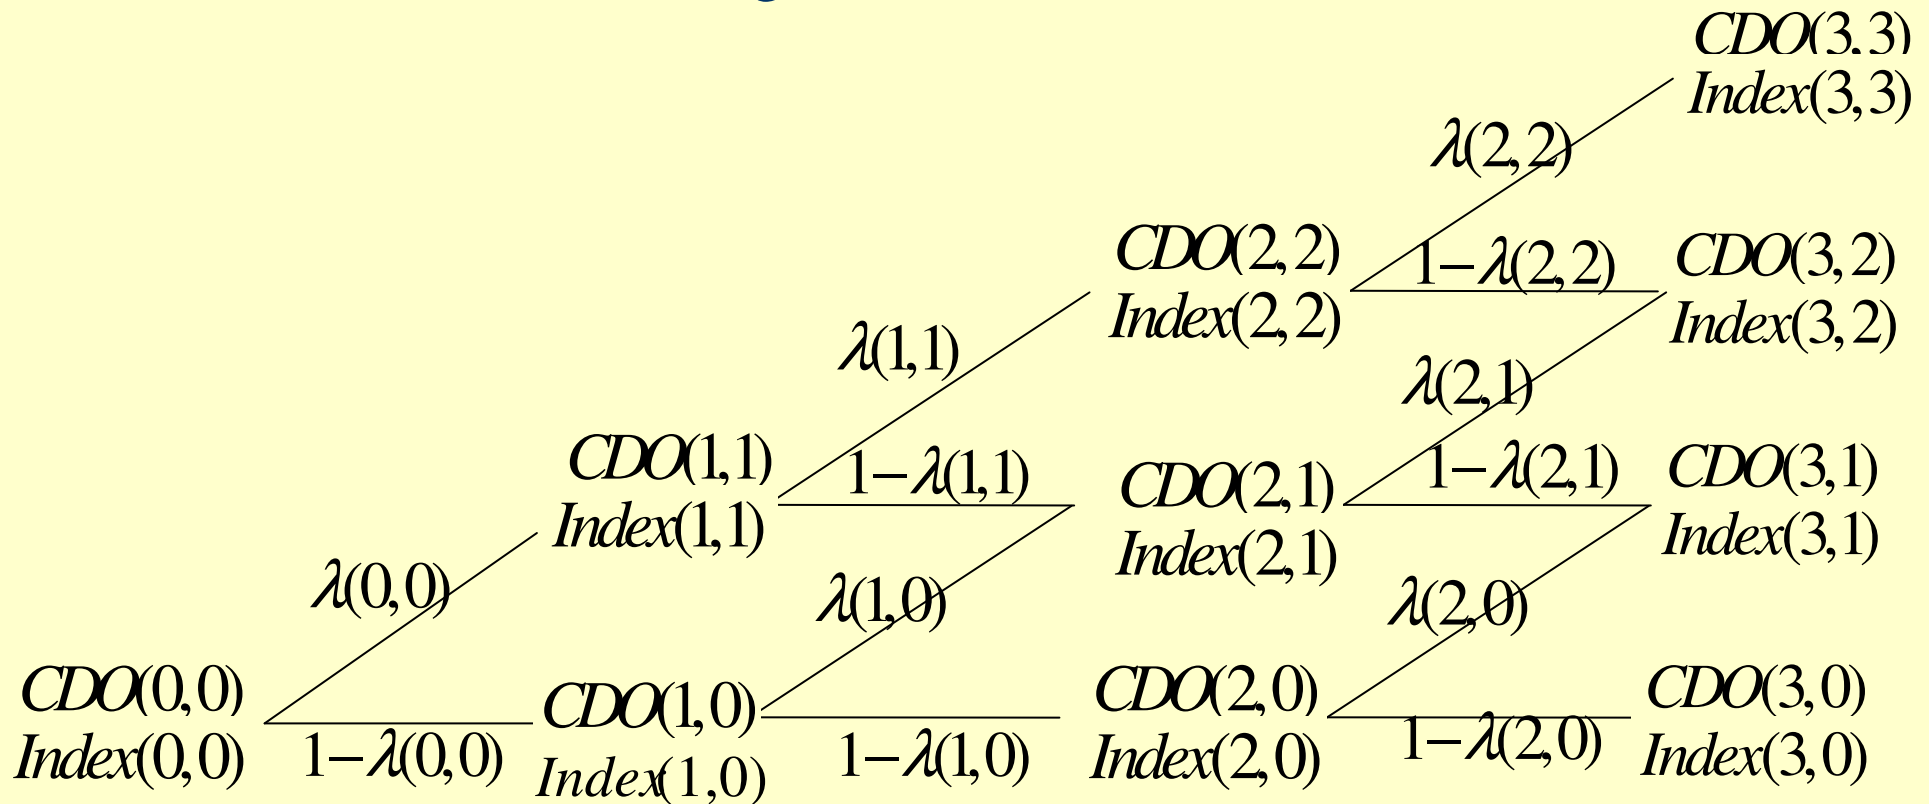 CDO(3,3)
Index(3,3)
λ(2,2)
CDO(2,2)
Index(2,2)
1−λ(2,2)
CDO(3,2)
Index(3,2)
λ(1,1)
λ(2,1)
CDO(1,1)
Index(1,1)
1−λ(1,1)
CDO(2,1)
Index(2,1)
1−λ(2,1)
CDO(3,1)
Index(3,1)
λ(0,0)
λ(1,0)
λ(2,0)
CDO(0,0)
Index(0,0)
1−λ(0,0)
CDO(1,0)
Index(1,0)
1−λ(1,0)
CDO(2,0)
Index(2,0)
1−λ(2,0)
CDO(3,0)
Index(3,0)